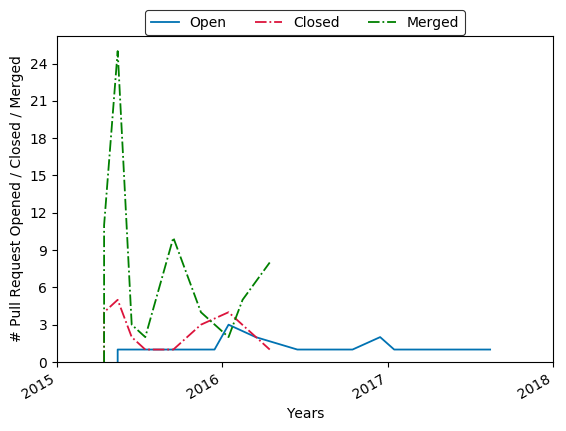 Open Closed Merged
# Pull Request Opened / Closed / Merged
24
21
18
15
12
9
6
3
0
2015 2016 2017 2018
Years